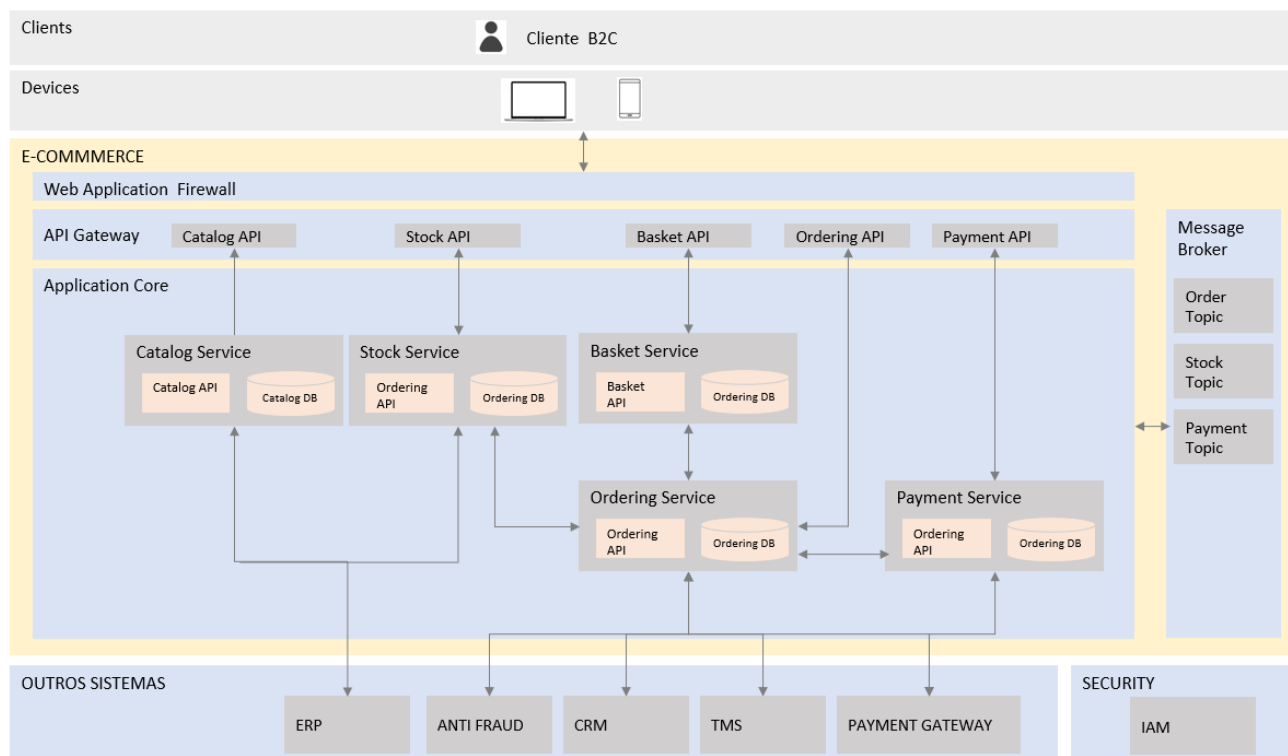 Clients
Cliente B2C
Devices
E-COMMMERCE
Web Application Firewall
API Gateway
Catalog API
Stock API
Basket API
Ordering API
Payment API
Message
Broker
Order
Topic
Stock
Topic
Payment
Topic
Application Core
Catalog Service
Catalog API
Catalog DB
Stock Service
Ordering
API
Ordering DB
Basket Service
Basket
API
Ordering DB
Ordering Service
Ordering
API
Ordering DB
Payment Service
Ordering
API
Ordering DB
OUTROS SISTEMAS
ERP
ANTI FRAUD
CRM
TMS
PAYMENT GATEWAY
SECURITY
IAM